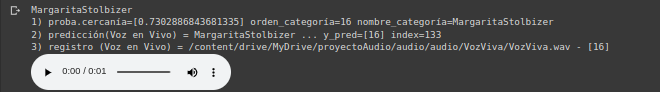 MargaritaStolbizer
1) proba.cercanía=[0.7302886843681335] orden_categoría=16 nombre_categoría=MargaritaStolbizer
2) predicción(Voz en Vivo) = MargaritaStolbizer ... y_pred=[16] index=133
3) registro (Voz en Vivo) = /content/drive/MyDrive/proyectoAudio/audio/audio/VozViva/VozViva.wav - [16]
0:00 / 0:01